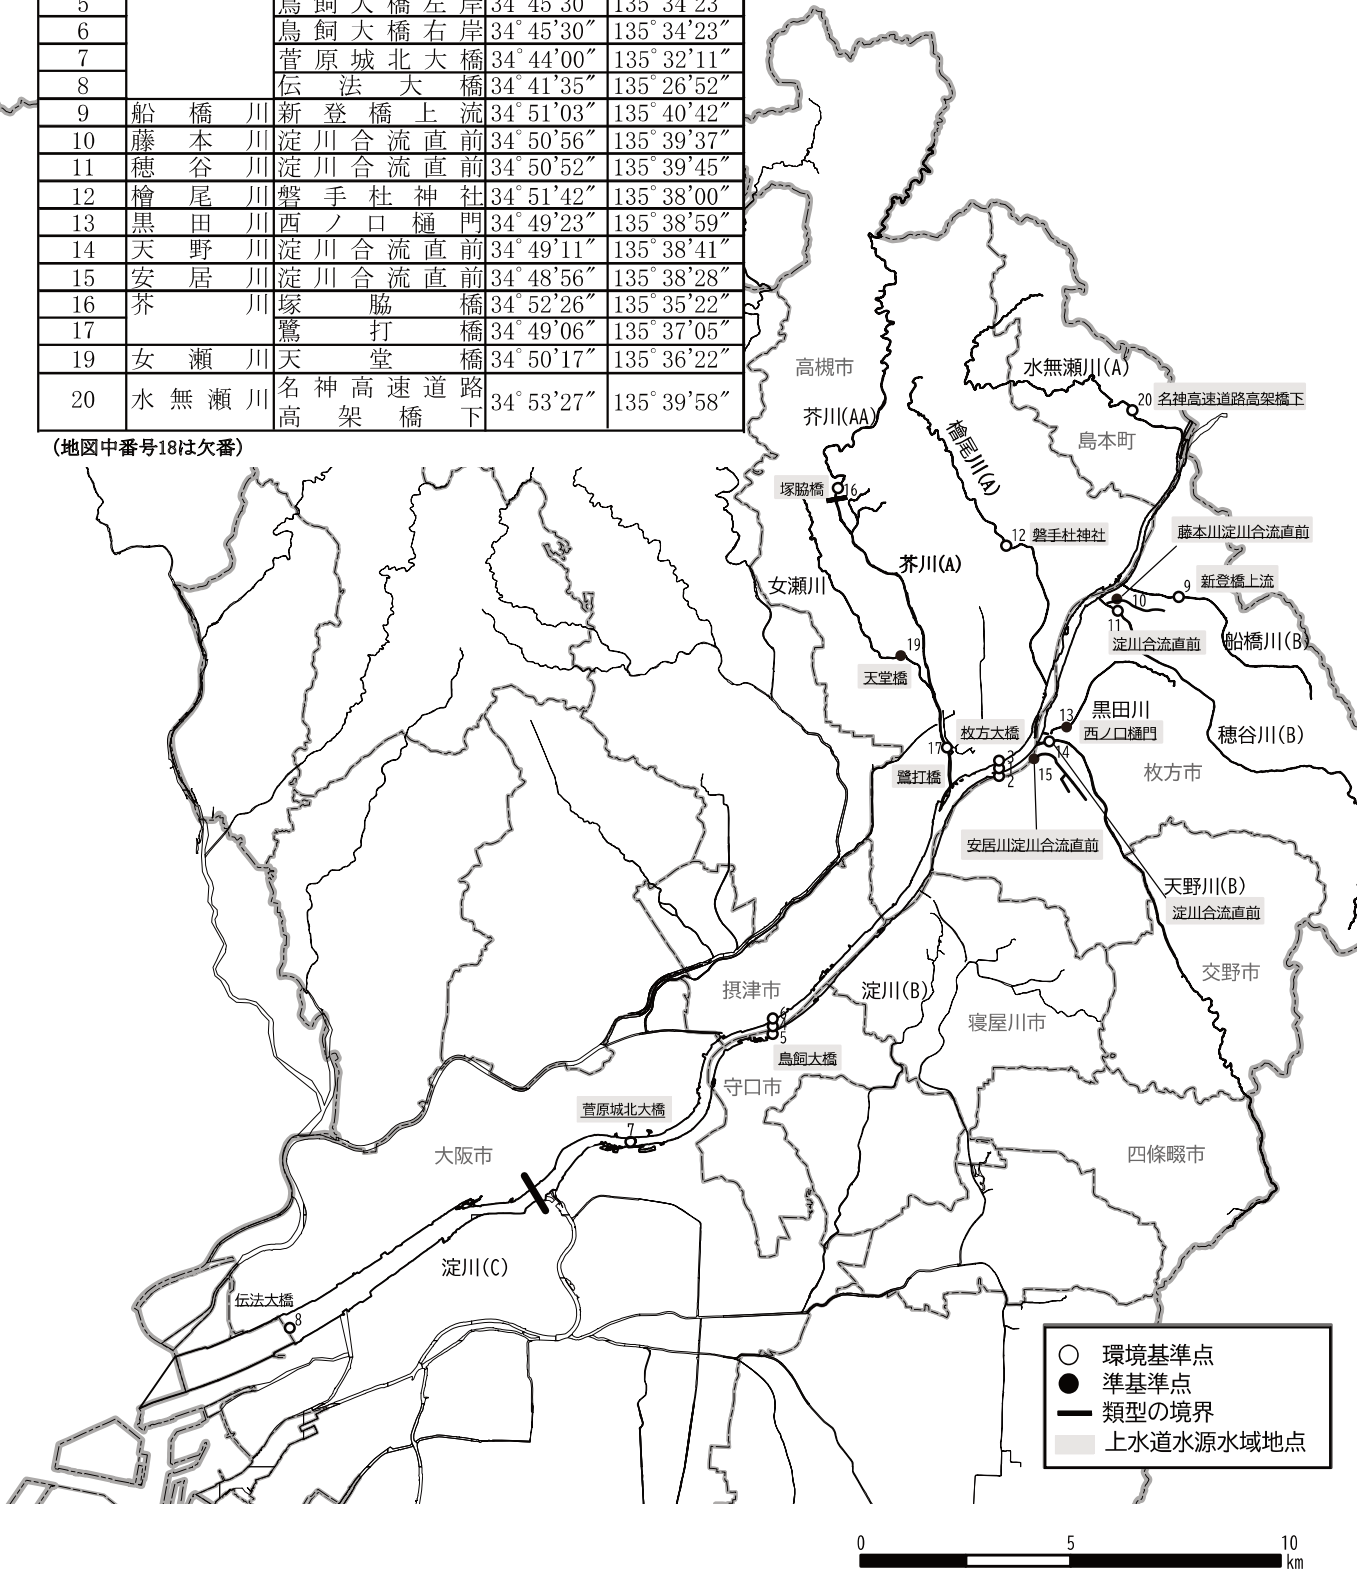 5 鳥飼大橋左岸 34°45'30" 135°34'23"
6 鳥飼大橋右岸 34°45'30" 135°34'23"
7 菅原城北大橋 34°44'00" 135°32'11"
8 伝法大橋 34°41'35" 135°26'52"
9 船橋川 新登橋上流 34°51'03" 135°40'42"
10 藤本川 淀川合流直前 34°50'56" 135°39'37"
11 穂谷川 淀川合流直前 34°50'52" 135°39'45"
12 檜尾川 磐手杜神社 34°51'42" 135°38'00"
13 黒田川 西ノ口樋門 34°49'23" 135°38'59"
14 天野川 淀川合流直前 34°49'11" 135°38'41"
15 安居川 淀川合流直前 34°48'56" 135°38'28"
16 芥川 塚脇橋 34°52'26" 135°35'22"
17 鷺打橋 34°49'06" 135°37'05"
19 女瀬川 天堂橋 34°50'17" 135°36'22"
20 水無瀬川 名神高速道路
高架橋下 34°53'27" 135°39'58"
(地図中番号18は欠番)
高槻市
水無瀬川(A)
20 名神高速道路高架橋下
芥川(AA)
島本町
檜尾川(A)
塚脇橋
16
12 磐手杜神社
藤本川淀川合流直前
芥川(A)
女瀬川
9 新登橋上流
10
11
淀川合流直前
船橋川(B)
19
天堂橋
黒田川
13
西ノ口樋門
枚方大橋
穂谷川(B)
17
鷺打橋
3
2
14
15
枚方市
安居川淀川合流直前
天野川(B)
淀川合流直前
交野市
摂津市
淀川(B)
寝屋川市
6
5
鳥飼大橋
守口市
菅原城北大橋
7
大阪市
四條畷市
淀川(C)
伝法大橋
8
環境基準点
準基準点
類型の境界
上水道水源水域地点
0 5 10
km